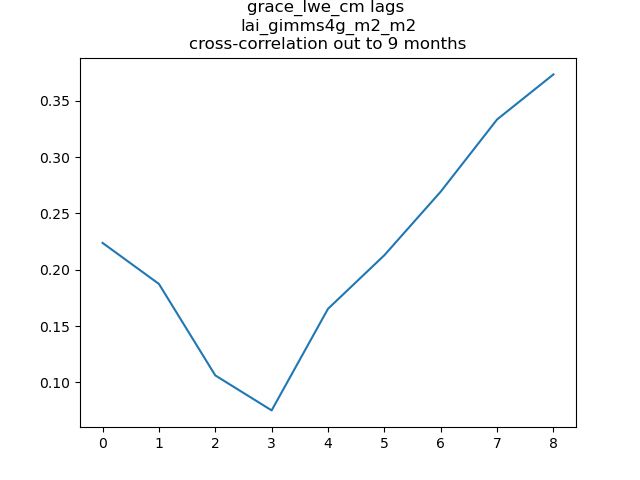 grace_lwe_cm lags
lai_gimms4g_m2_m2
cross-correlation out to 9 months
0.35
0.30
0.25
0.20
0.15
0.10
0 1 2 3 4 5 6 7 8